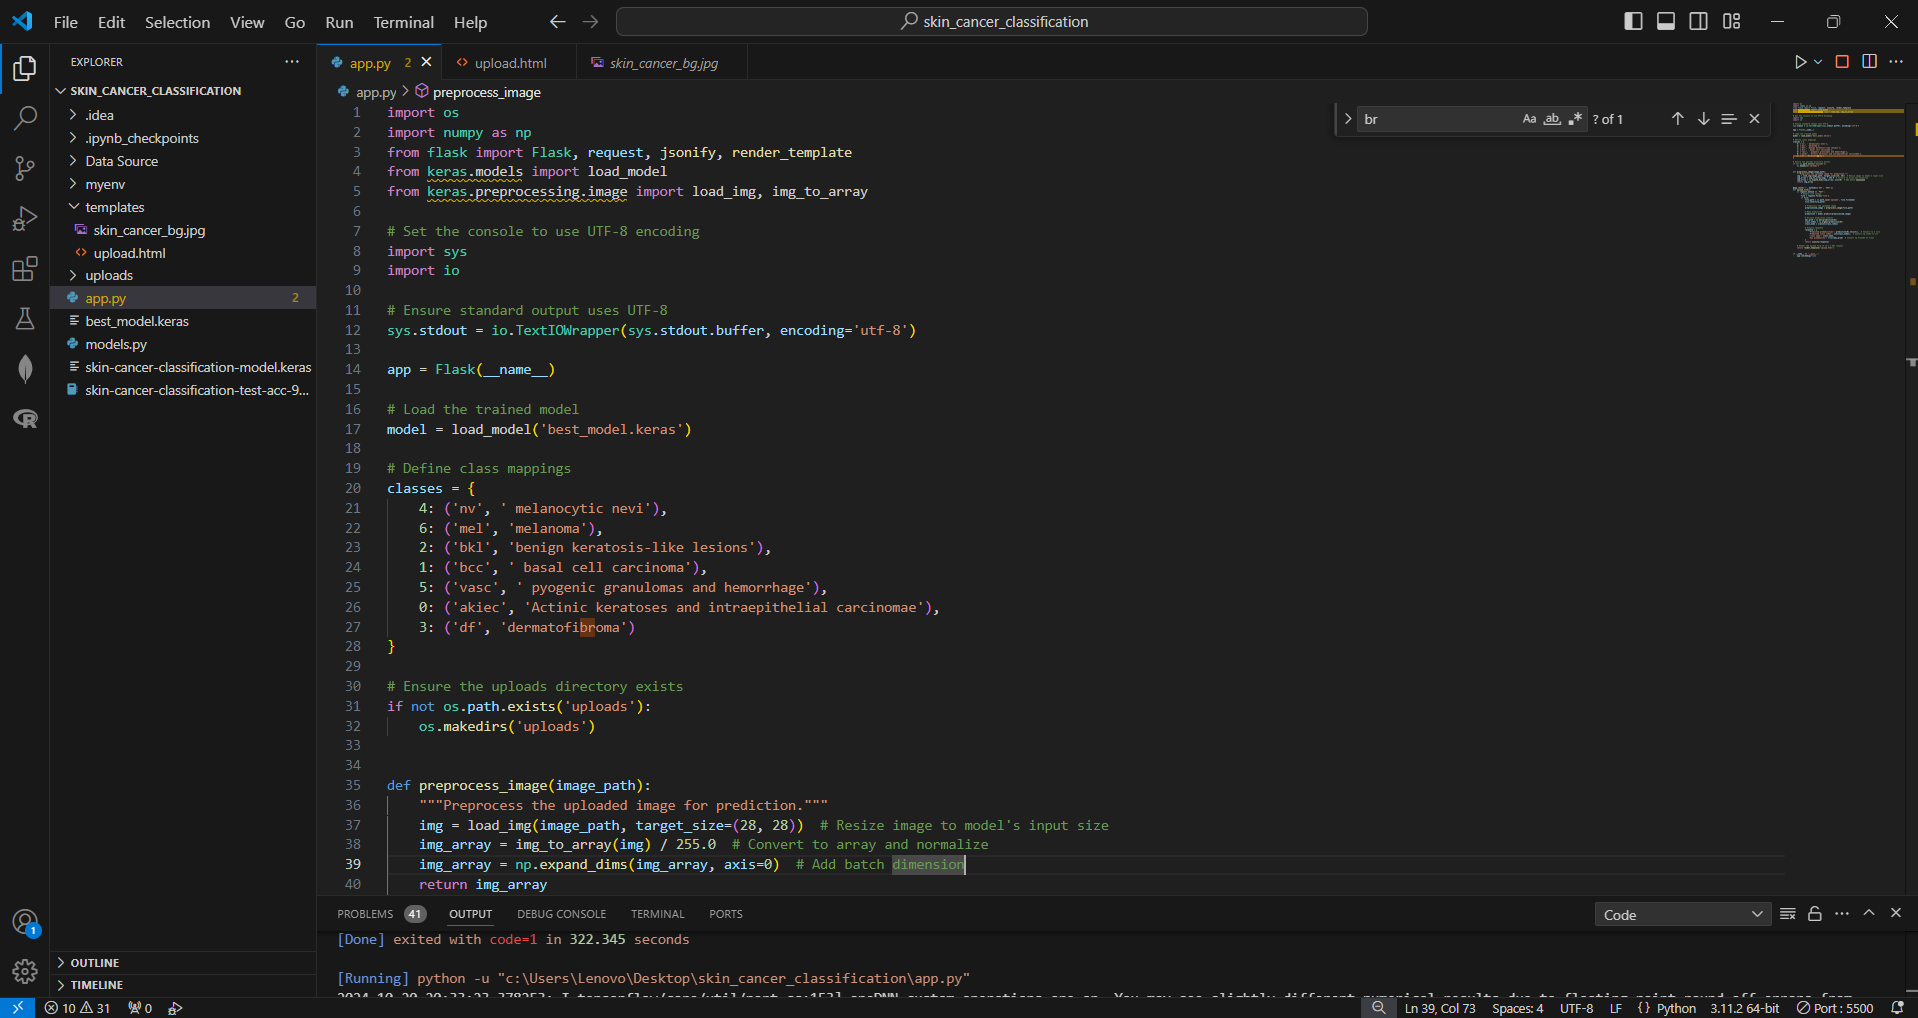 File Edit Selection View Go Run Terminal Help
skin_cancer_classification
EXPLORER
SKIN_CANCER_CLASSIFICATION
.idea
.ipynb_checkpoints
Data Source
myenv
templates
skin_cancer_bg.jpg
upload.html
uploads
app.py 2
best_model.keras
models.py
skin-cancer-classification-model.keras
skin-cancer-classification-test-acc-9...
OUTLINE
TIMELINE
app.py 2 upload.html skin_cancer_bg.jpg
app.py > preprocess_image
br Aa ab ? of 1
1 import os
2 import numpy as np
3 from flask import Flask, request, jsonify, render_template
4 from keras.models import load_model
5 from keras.preprocessing.image import load_img, img_to_array
6
7 # Set the console to use UTF-8 encoding
8 import sys
9 import io
10
11 # Ensure standard output uses UTF-8
12 sys.stdout = io.TextIOWrapper(sys.stdout.buffer, encoding='utf-8')
13
14 app = Flask(__name__)
15
16 # Load the trained model
17 model = load_model('best_model.keras')
18
19 # Define class mappings
20 classes = {
21 4: ('nv', ' melanocytic nevi'),
22 6: ('mel', 'melanoma'),
23 2: ('bkl', 'benign keratosis-like lesions'),
24 1: ('bcc', ' basal cell carcinoma'),
25 5: ('vasc', ' pyogenic granulomas and hemorrhage'),
26 0: ('akiec', 'Actinic keratoses and intraepithelial carcinomae'),
27 3: ('df', 'dermatofibroma')
28 }
29
30 # Ensure the uploads directory exists
31 if not os.path.exists('uploads'):
32 os.makedirs('uploads')
33
34
35 def preprocess_image(image_path):
36 """Preprocess the uploaded image for prediction."""
37 img = load_img(image_path, target_size=(28, 28)) # Resize image to model's input size
38 img_array = img_to_array(img) / 255.0 # Convert to array and normalize
39 img_array = np.expand_dims(img_array, axis=0) # Add batch dimension
40 return img_array
PROBLEMS 41 OUTPUT DEBUG CONSOLE TERMINAL PORTS
Code
[Done] exited with code=1 in 322.345 seconds
[Running] python -u "c:\Users\Lenovo\Desktop\skin_cancer_classification\app.py"
1
10 31 0 Ln 39, Col 73 Spaces: 4 UTF-8 LF {} Python 3.11.2 64-bit Port : 5500